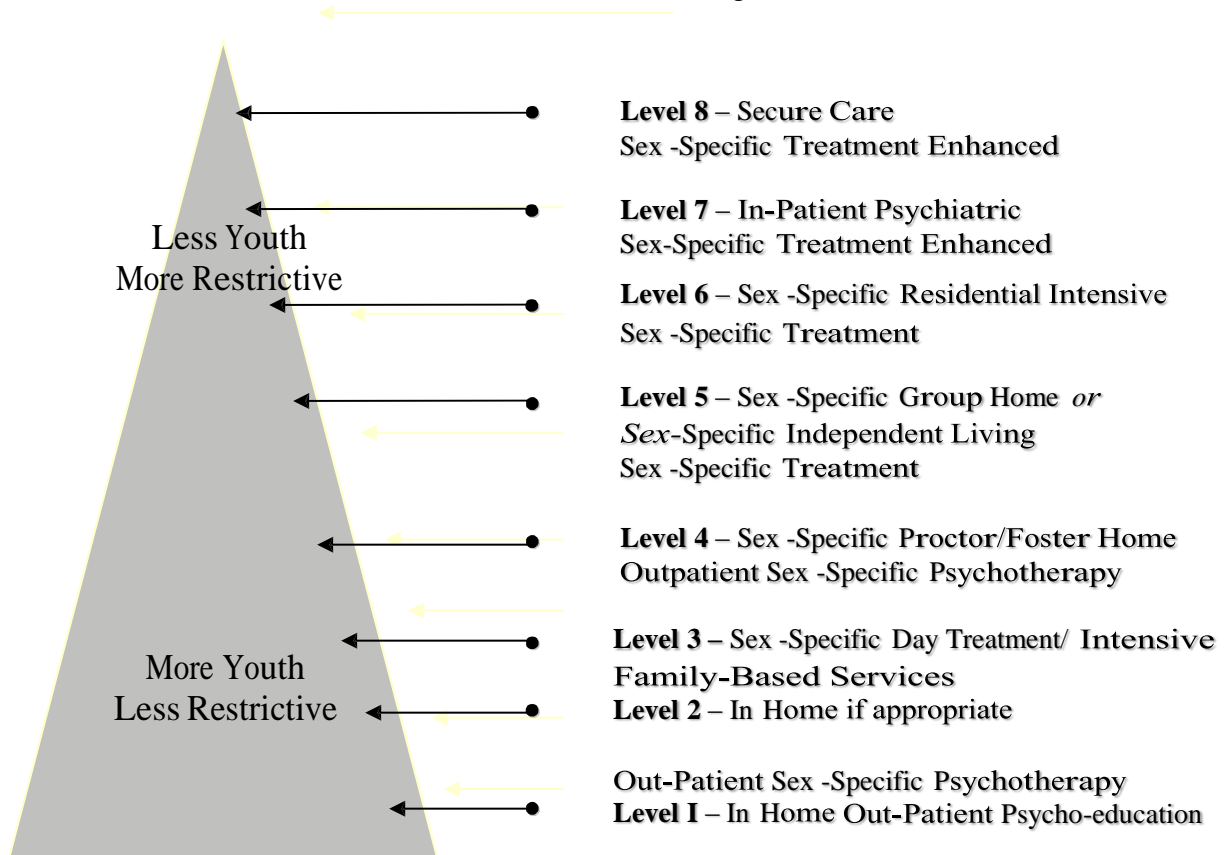 Level 8 – Secure Care
Sex -Specific Treatment Enhanced
Level 7 – In-Patient Psychiatric
Sex-Specific Treatment Enhanced
Less Youth
More Restrictive
Level 6 – Sex -Specific Residential Intensive
Sex -Specific Treatment
Level 5 – Sex -Specific Group Home or
Sex-Specific Independent Living
Sex -Specific Treatment
Level 4 – Sex -Specific Proctor/Foster Home
Outpatient Sex -Specific Psychotherapy
Level 3 – Sex -Specific Day Treatment/ Intensive
Family-Based Services
More Youth
Less Restrictive
Level 2 – In Home if appropriate
Out-Patient Sex -Specific Psychotherapy
Level I – In Home Out-Patient Psycho-education